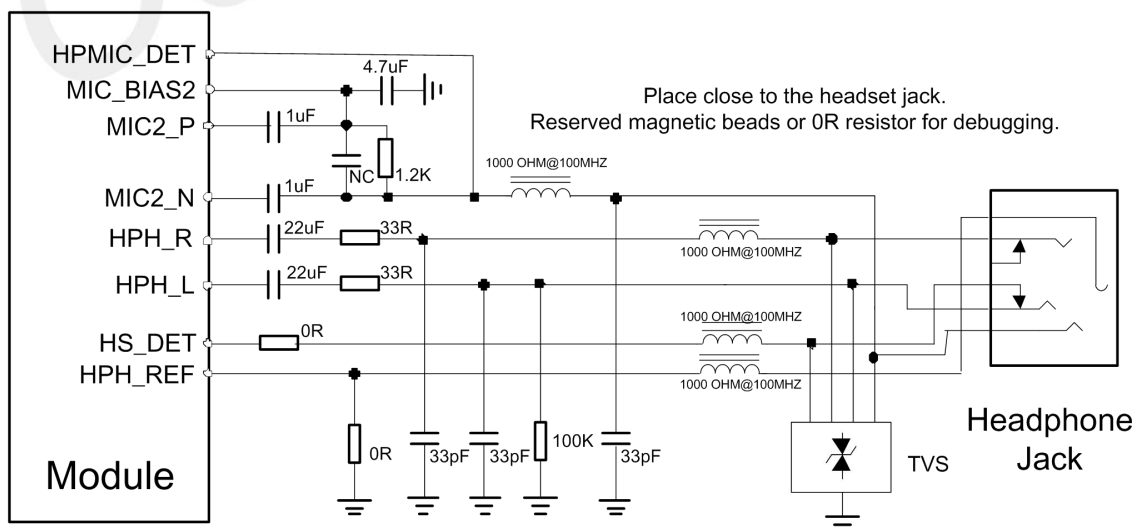 HPMIC_DET
MIC_BIAS2
MIC2_P
MIC2_N
HPH_R
HPH_L
HS_DET
HPH_REF
Module
4.7uF
1uF
NC
1.2K
1uF
22uF
33R
22uF
33R
0R
Place close to the headset jack.
Reserved magnetic beads or 0R resistor for debugging.
1000 OHM@100MHZ
1000 OHM@100MHZ
1000 OHM@100MHZ
1000 OHM@100MHZ
0R
33pF
33pF
100K
33pF
TVS
Headphone
Jack